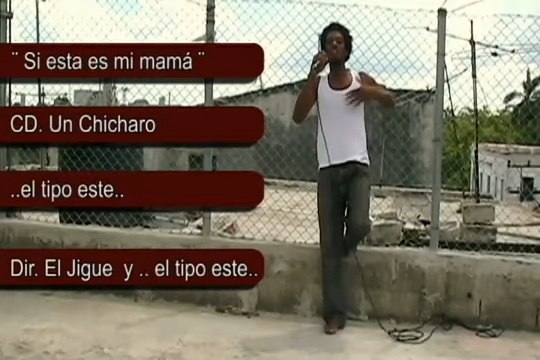 ¨ Si esta es mi mamá ¨
CD. Un Chicharo
..el tipo este..
Dir. El Jigue y .. el tipo este..